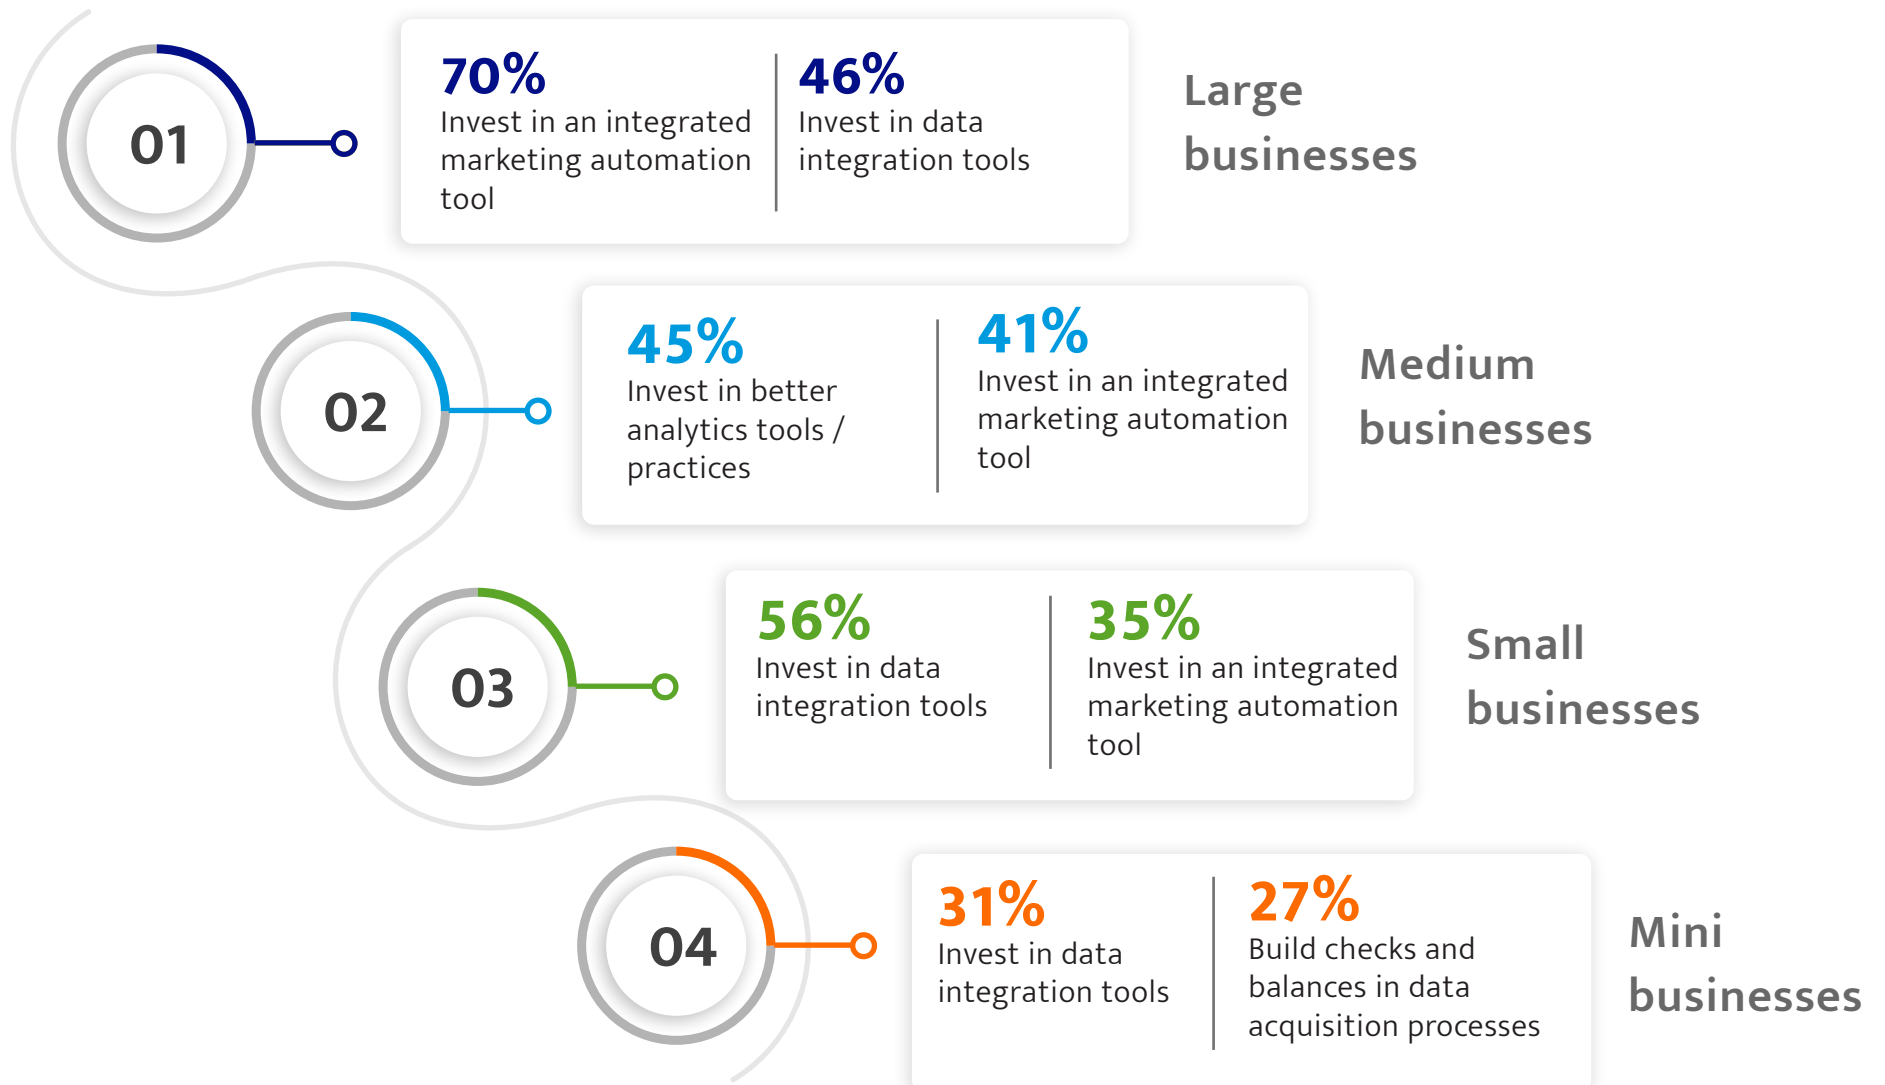 01
70%
Invest in an integrated
marketing automation
tool
46%
Invest in data
integration tools
Large
businesses
02
45%
Invest in better
analytics tools /
practices
41%
Invest in an integrated
marketing automation
tool
Medium
businesses
03
56%
Invest in data
integration tools
35%
Invest in an integrated
marketing automation
tool
Small
businesses
04
31%
Invest in data
integration tools
27%
Build checks and
balances in data
acquisition processes
Mini
businesses